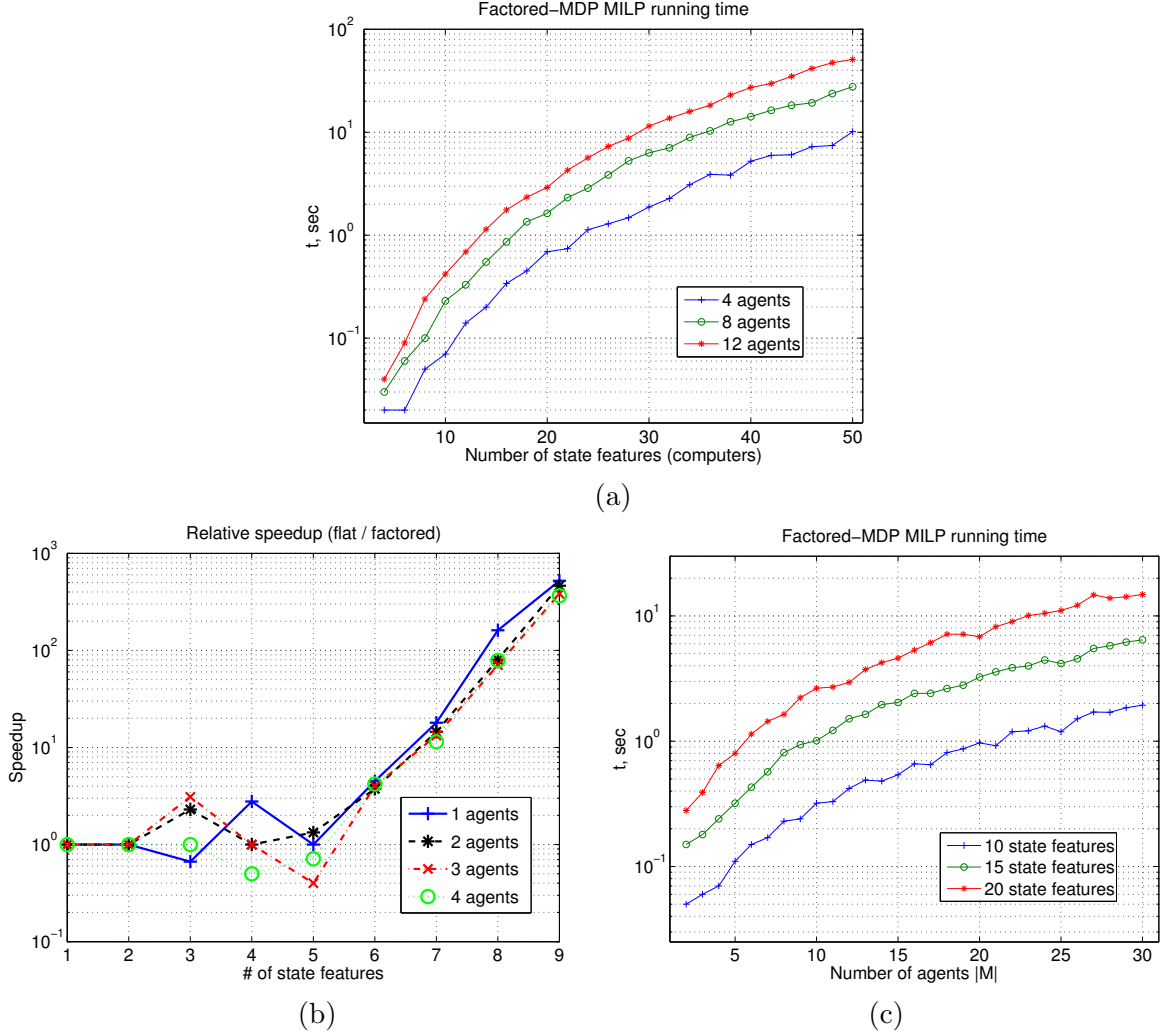 Factored−MDP MILP running time
10^2
10^1
10^0
10^−1
t, sec
4 agents
8 agents
12 agents
10 20 30 40 50
Number of state features (computers)
(a)
Relative speedup (flat / factored)
10^3
10^2
10^1
10^0
10^−1
Speedup
1 agents
2 agents
3 agents
4 agents
1 2 3 4 5 6 7 8 9
# of state features
(b)
Factored−MDP MILP running time
10^1
10^0
10^−1
t, sec
10 state features
15 state features
20 state features
5 10 15 20 25 30
Number of agents |M|
(c)